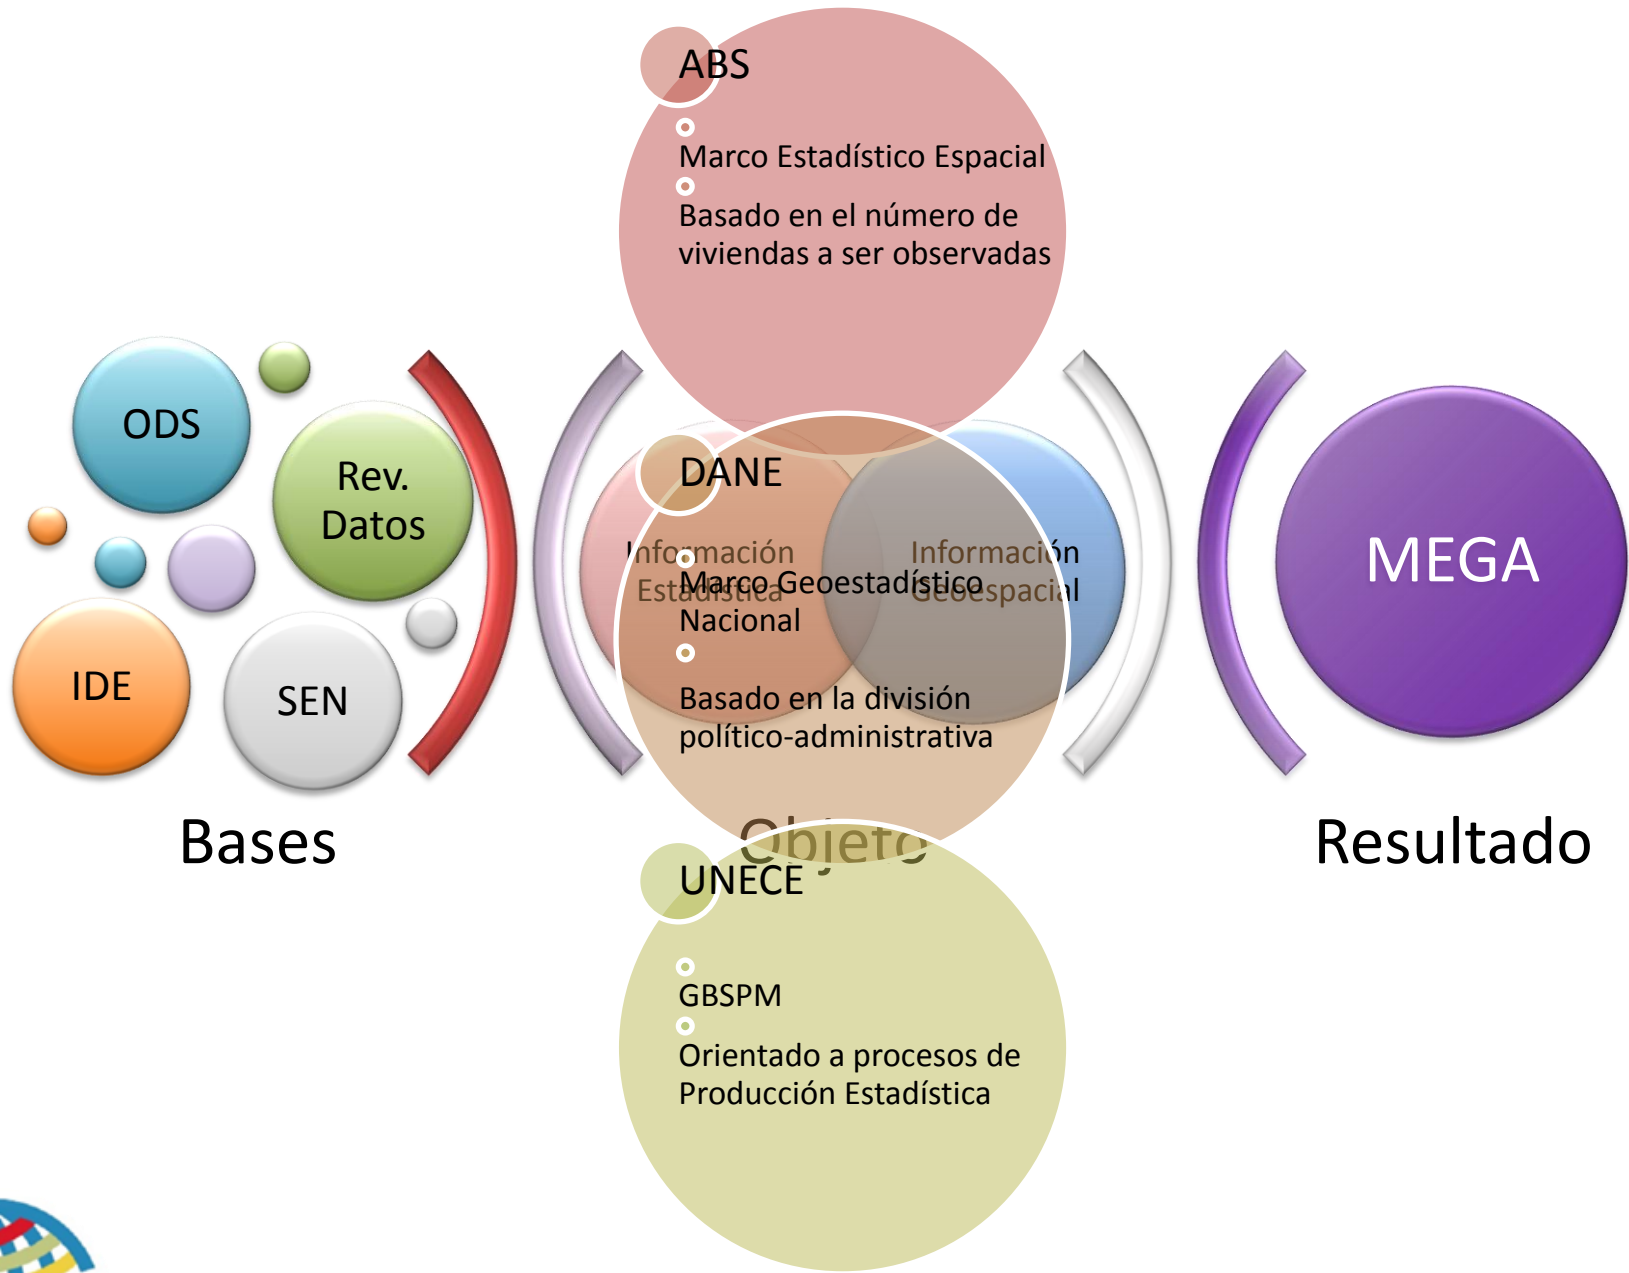 ABS
Marco Estadístico Espacial
Basado en el número de
viviendas a ser observadas
ODS
Rev.
Datos
IDE
SEN
Bases
DANE
Información
Estadística
Información
Geoespacial
Marco Geoestadístico
Nacional
Basado en la división
político-administrativa
Objeto
UNECE
GBSPM
Orientado a procesos de
Producción Estadística
MEGA
Resultado